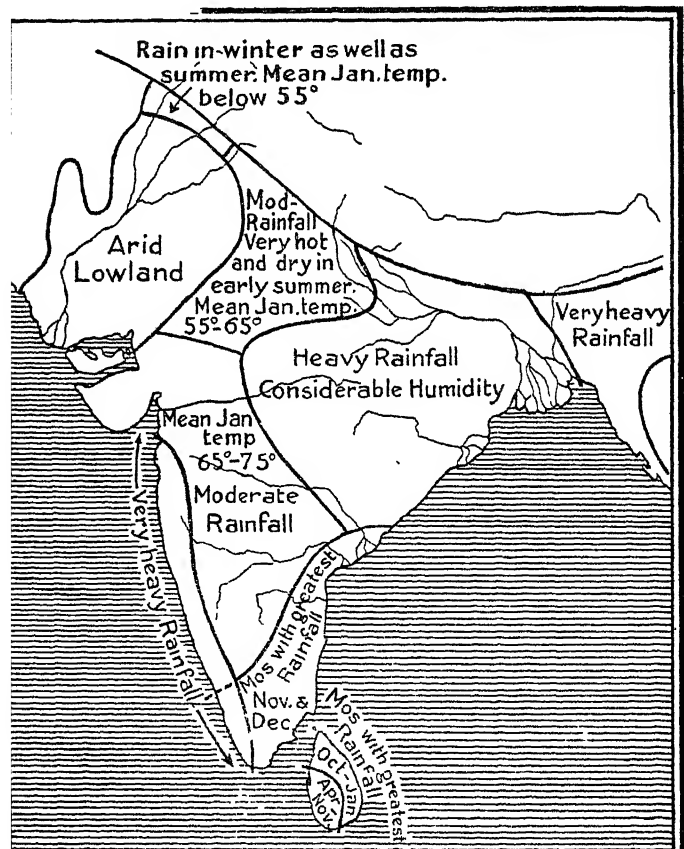 Rain in-winter as well as
summer. Mean Jan. temp.
below 55°
Mod-
Rainfall
Very hot
and dry in
early summer.
Mean Jan. temp.
55°-65°
Arid
Lowland
Very heavy
Rainfall
Heavy Rainfall
Considerable Humidity
Mean Jan
temp
65°-75°
Moderate
Rainfall
Very heavy Rainfall
Mos with greatest
Rainfall
Nov. &
Dec.
Mos with greatest
Rainfall
Oct-Jan
Apr
Nov.